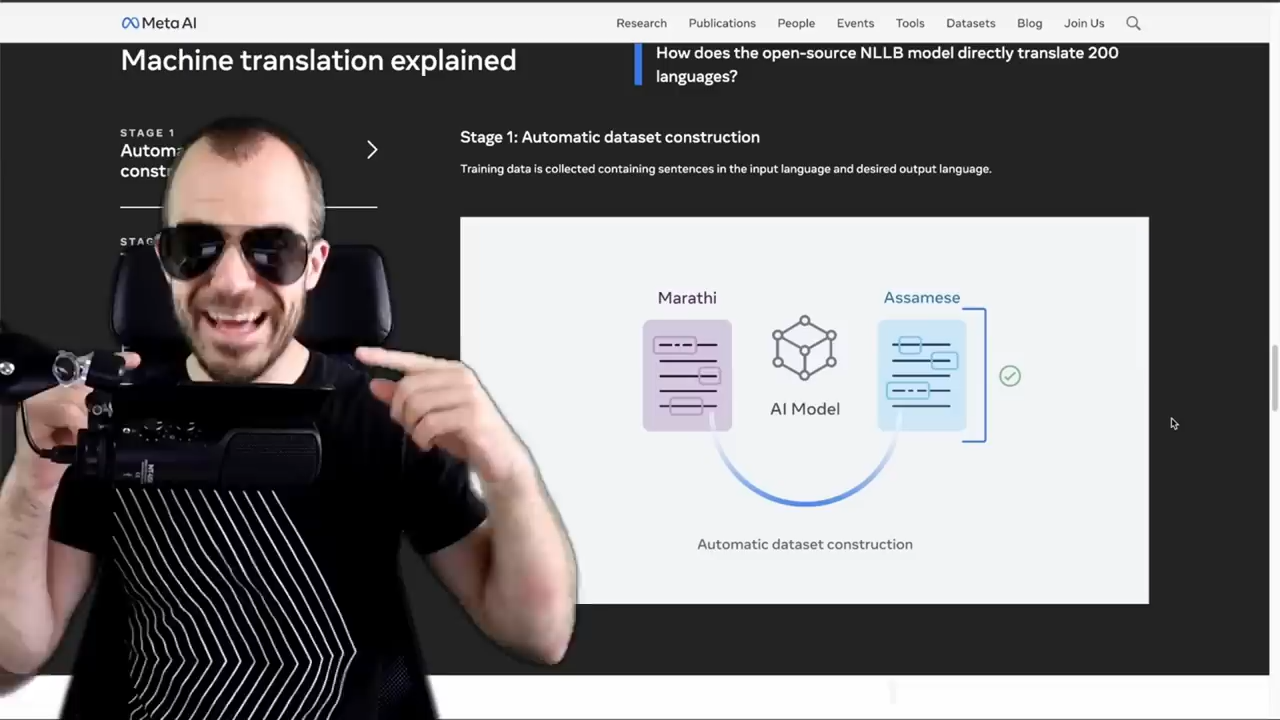 Meta AI
Research
Publications
People
Events
Tools
Datasets
Blog
Join Us
Machine translation explained
How does the open-source NLLB model directly translate 200
languages?
STAGE 1
Stage 1: Automatic dataset construction
Training data is collected containing sentences in the input language and desired output language.
Marathi
AI Model
Assamese
Automatic dataset construction